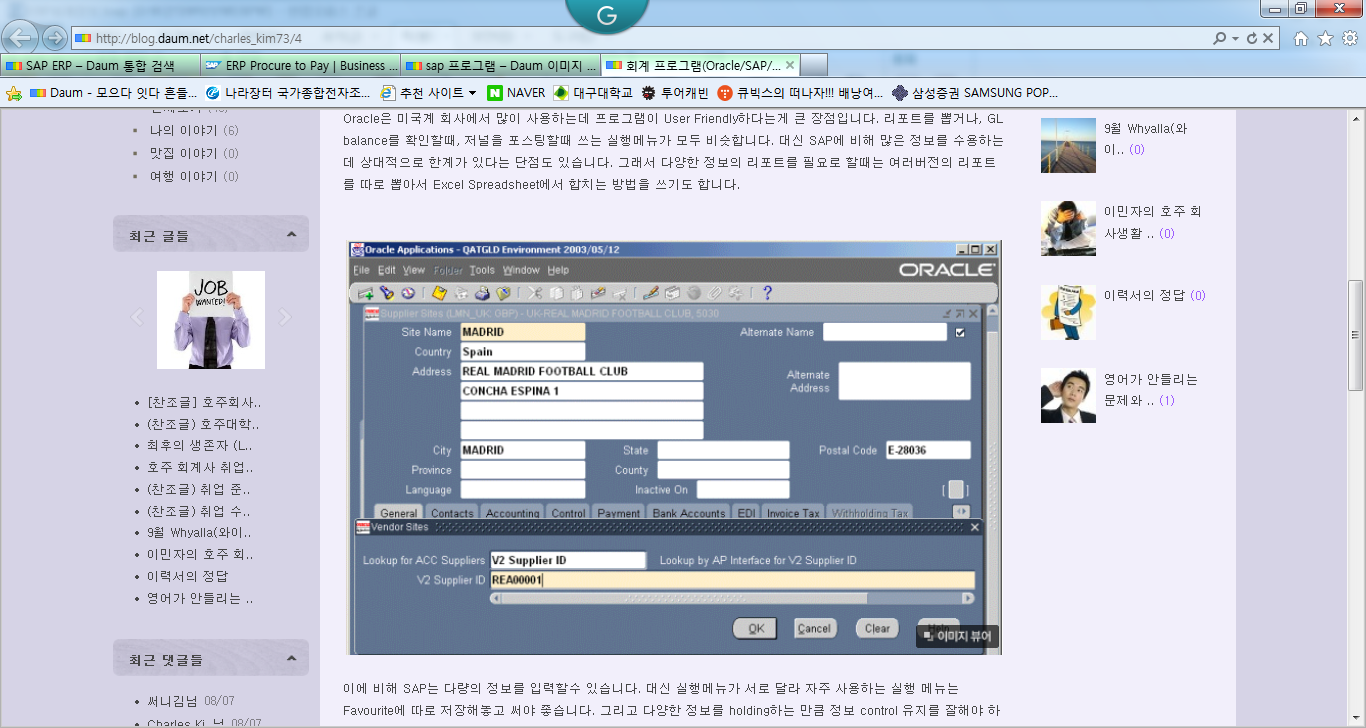 G
http://blog.daum.net/charles_kim73/4
SAP ERP – Daum 통합 검색
ERP Procure to Pay | Business ...
sap 프로그램 – Daum 이미지 ...
회계 프로그램(Oracle/SAP/...
Daum - 모으다 잇다 흔들...
나라장터 국가종합전자조...
추천 사이트
NAVER
대구대학교
투어캐빈
큐빅스의 떠나자!!! 배낭여...
삼성증권 SAMSUNG POP...
나의 이야기 (6)
맛집 이야기 (0)
여행 이야기 (0)
최근 글들
JOB
WANTED!
[찬조글] 호주회사..
(찬조글) 호주대학..
최후의 생존자 (L..
호주 회계사 취업..
(찬조글) 취업 준..
(찬조글) 취업 수..
9월 Whyalla(와이..
이민자의 호주 회..
이력서의 정답
영어가 안들리는 ..
최근 댓글들
써니김님 08/07
Charles Ki.. 님 08/07
Oracle은 미국계 회사에서 많이 사용하는데 프로그램이 User Friendly하다는게 큰 장점입니다. 리포트를 뽑거나, GL
balance를 확인할때, 저널을 포스팅할때 쓰는 실행메뉴가 모두 비슷합니다. 대신 SAP에 비해 많은 정보를 수용하는
데 상대적으로 한계가 있다는 단점도 있습니다. 그래서 다양한 정보의 리포트를 필요로 할때는 여러버전의 리포트
를 따로 뽑아서 Excel Spreadsheet에서 합치는 방법을 쓰기도 합니다.
Oracle Applications - QATGLD Environment 2003/05/12
File Edit View Folder Tools Window Help
ORACLE
Supplier Sites (LMN_UK GBP) - UK-REAL MADRID FOOTBALL CLUB, 5030
Site Name MADRID
Alternate Name
Country Spain
Address REAL MADRID FOOTBALL CLUB
Alternate
Address
CONCHA ESPINA 1
City MADRID
State
Postal Code E-28036
Province
County
Language
Inactive On
[ ]
General Contacts Accounting Control Payment Bank Accounts EDI Invoice Tax Withholding Tax
Vendor Sites
Lookup for ACC Suppliers V2 Supplier ID Lookup by AP Interface for V2 Supplier ID
V2 Supplier ID REA00001
OK Cancel Clear Help
이미지 뷰어
이에 비해 SAP는 다량의 정보를 입력할수 있습니다. 대신 실행메뉴가 서로 달라 자주 사용하는 실행 메뉴는
Favourite에 따로 저장해놓고 써야 좋습니다. 그리고 다양한 정보를 holding하는 만큼 정보 control 유지를 잘해야 하
9월 Whyalla(와
이.. (0)
이민자의 호주 회
사생활 .. (0)
이력서의 정답 (0)
영어가 안들리는
문제와 .. (1)